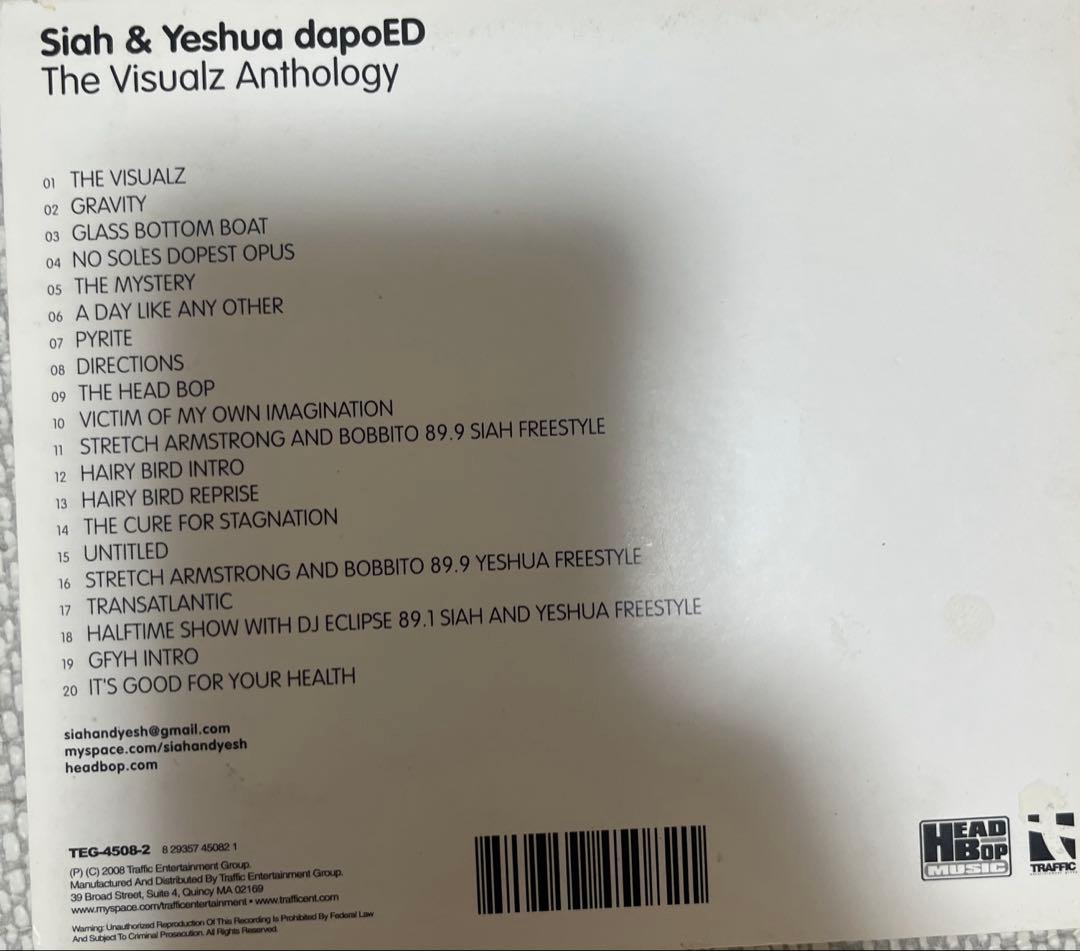 Siah & Yeshua dapoED
The Visualz Anthology
01 THE VISUALZ
02 GRAVITY
03 GLASS BOTTOM BOAT
04 NO SOLES DOPEST OPUS
05 THE MYSTERY
06 A DAY LIKE ANY OTHER
07 PYRITE
08 DIRECTIONS
09 THE HEAD BOP
10 VICTIM OF MY OWN IMAGINATION
11 STRETCH ARMSTRONG AND BOBBITO 89.9 SIAH FREESTYLE
12 HAIRY BIRD INTRO
13 HAIRY BIRD REPRISE
14 THE CURE FOR STAGNATION
15 UNTITLED
16 STRETCH ARMSTRONG AND BOBBITO 89.9 YESHUA FREESTYLE
17 TRANSATLANTIC
18 HALFTIME SHOW WITH DJ ECLIPSE 89.1 SIAH AND YESHUA FREESTYLE
19 GFYH INTRO
20 IT'S GOOD FOR YOUR HEALTH
siahandyesh@gmail.com
myspace.com/siahandyesh
headbop.com
TEG-4508-2 8 29357 45082 1
(P) (C) 2008 Traffic Entertainment Group.
Manufactured And Distributed By Traffic Entertainment Group.
39 Broad Street, Suite 4, Quincy MA 02169
www.myspace.com/trafficentertainment • www.trafficent.com
Warning: Unauthorized Reproduction Of This Recording Is Prohibited By Federal Law
And Subject To Criminal Prosecution. All Rights Reserved.
HEAD
BOP
MUSIC
TRAFFIC